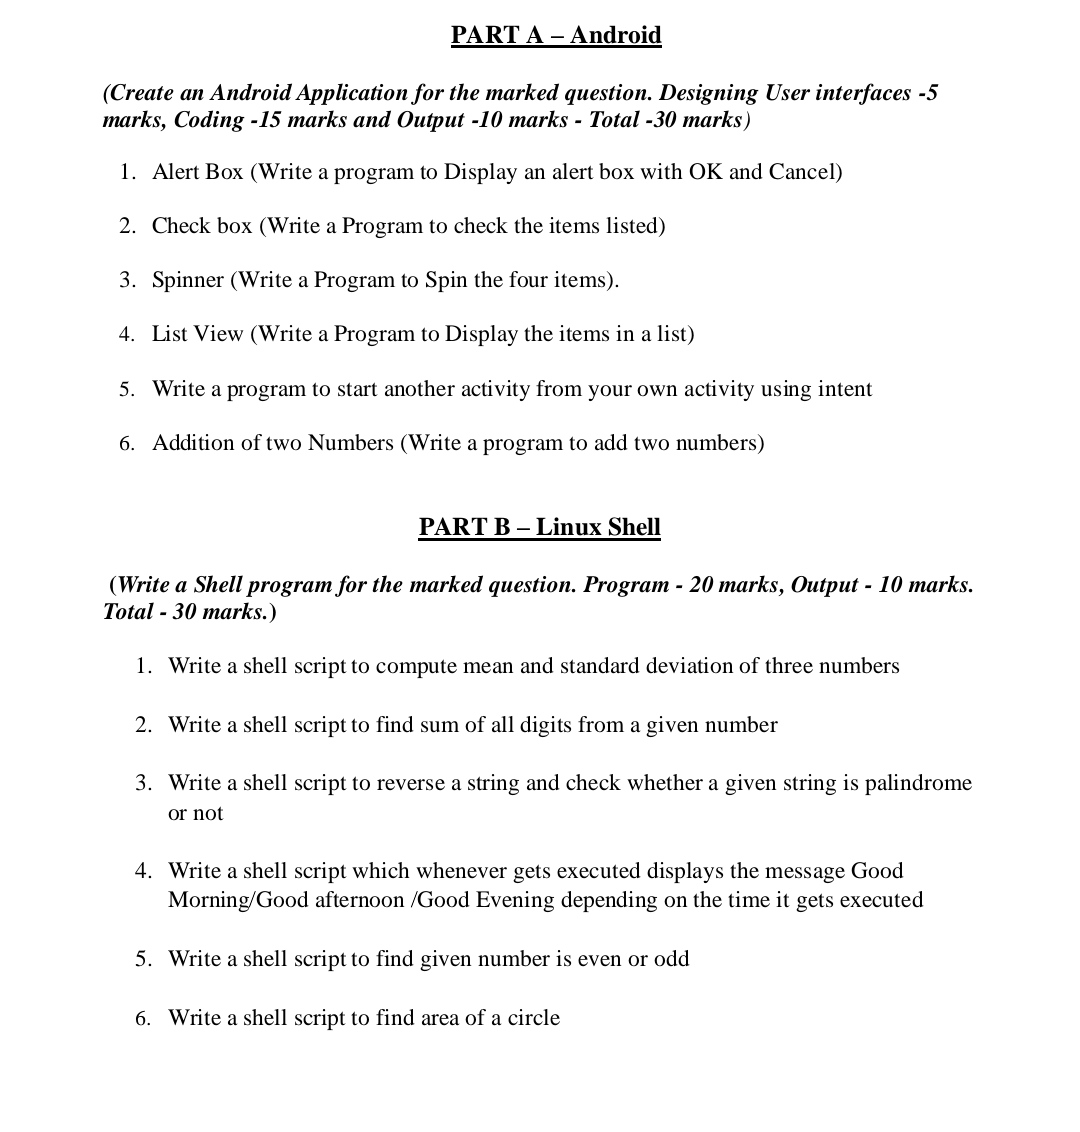 PART A – Android
(Create an Android Application for the marked question. Designing User interfaces -5
marks, Coding -15 marks and Output -10 marks - Total -30 marks)
1. Alert Box (Write a program to Display an alert box with OK and Cancel)
2. Check box (Write a Program to check the items listed)
3. Spinner (Write a Program to Spin the four items).
4. List View (Write a Program to Display the items in a list)
5. Write a program to start another activity from your own activity using intent
6. Addition of two Numbers (Write a program to add two numbers)
PART B – Linux Shell
(Write a Shell program for the marked question. Program - 20 marks, Output - 10 marks.
Total - 30 marks.)
1. Write a shell script to compute mean and standard deviation of three numbers
2. Write a shell script to find sum of all digits from a given number
3. Write a shell script to reverse a string and check whether a given string is palindrome
or not
4. Write a shell script which whenever gets executed displays the message Good
Morning/Good afternoon /Good Evening depending on the time it gets executed
5. Write a shell script to find given number is even or odd
6. Write a shell script to find area of a circle